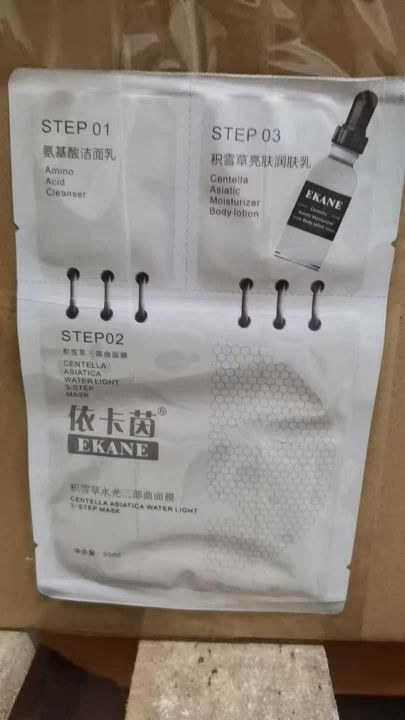 STEP 01
氨基酸洁面乳
Amino
Acid
Cleanser
STEP 03
积雪草亮肤润肤乳
Centella
Asiatic
Moisturizer
Body lotion
EKANE
STEP02
积雪草三部曲面膜
CENTELLA
ASIATICA
WATER LIGHT
3-STEP
MASK
依卡茵®
EKANE
积雪草水光三部曲面膜
CENTELLA ASIATICA WATER LIGHT
3-STEP MASK
净含量: